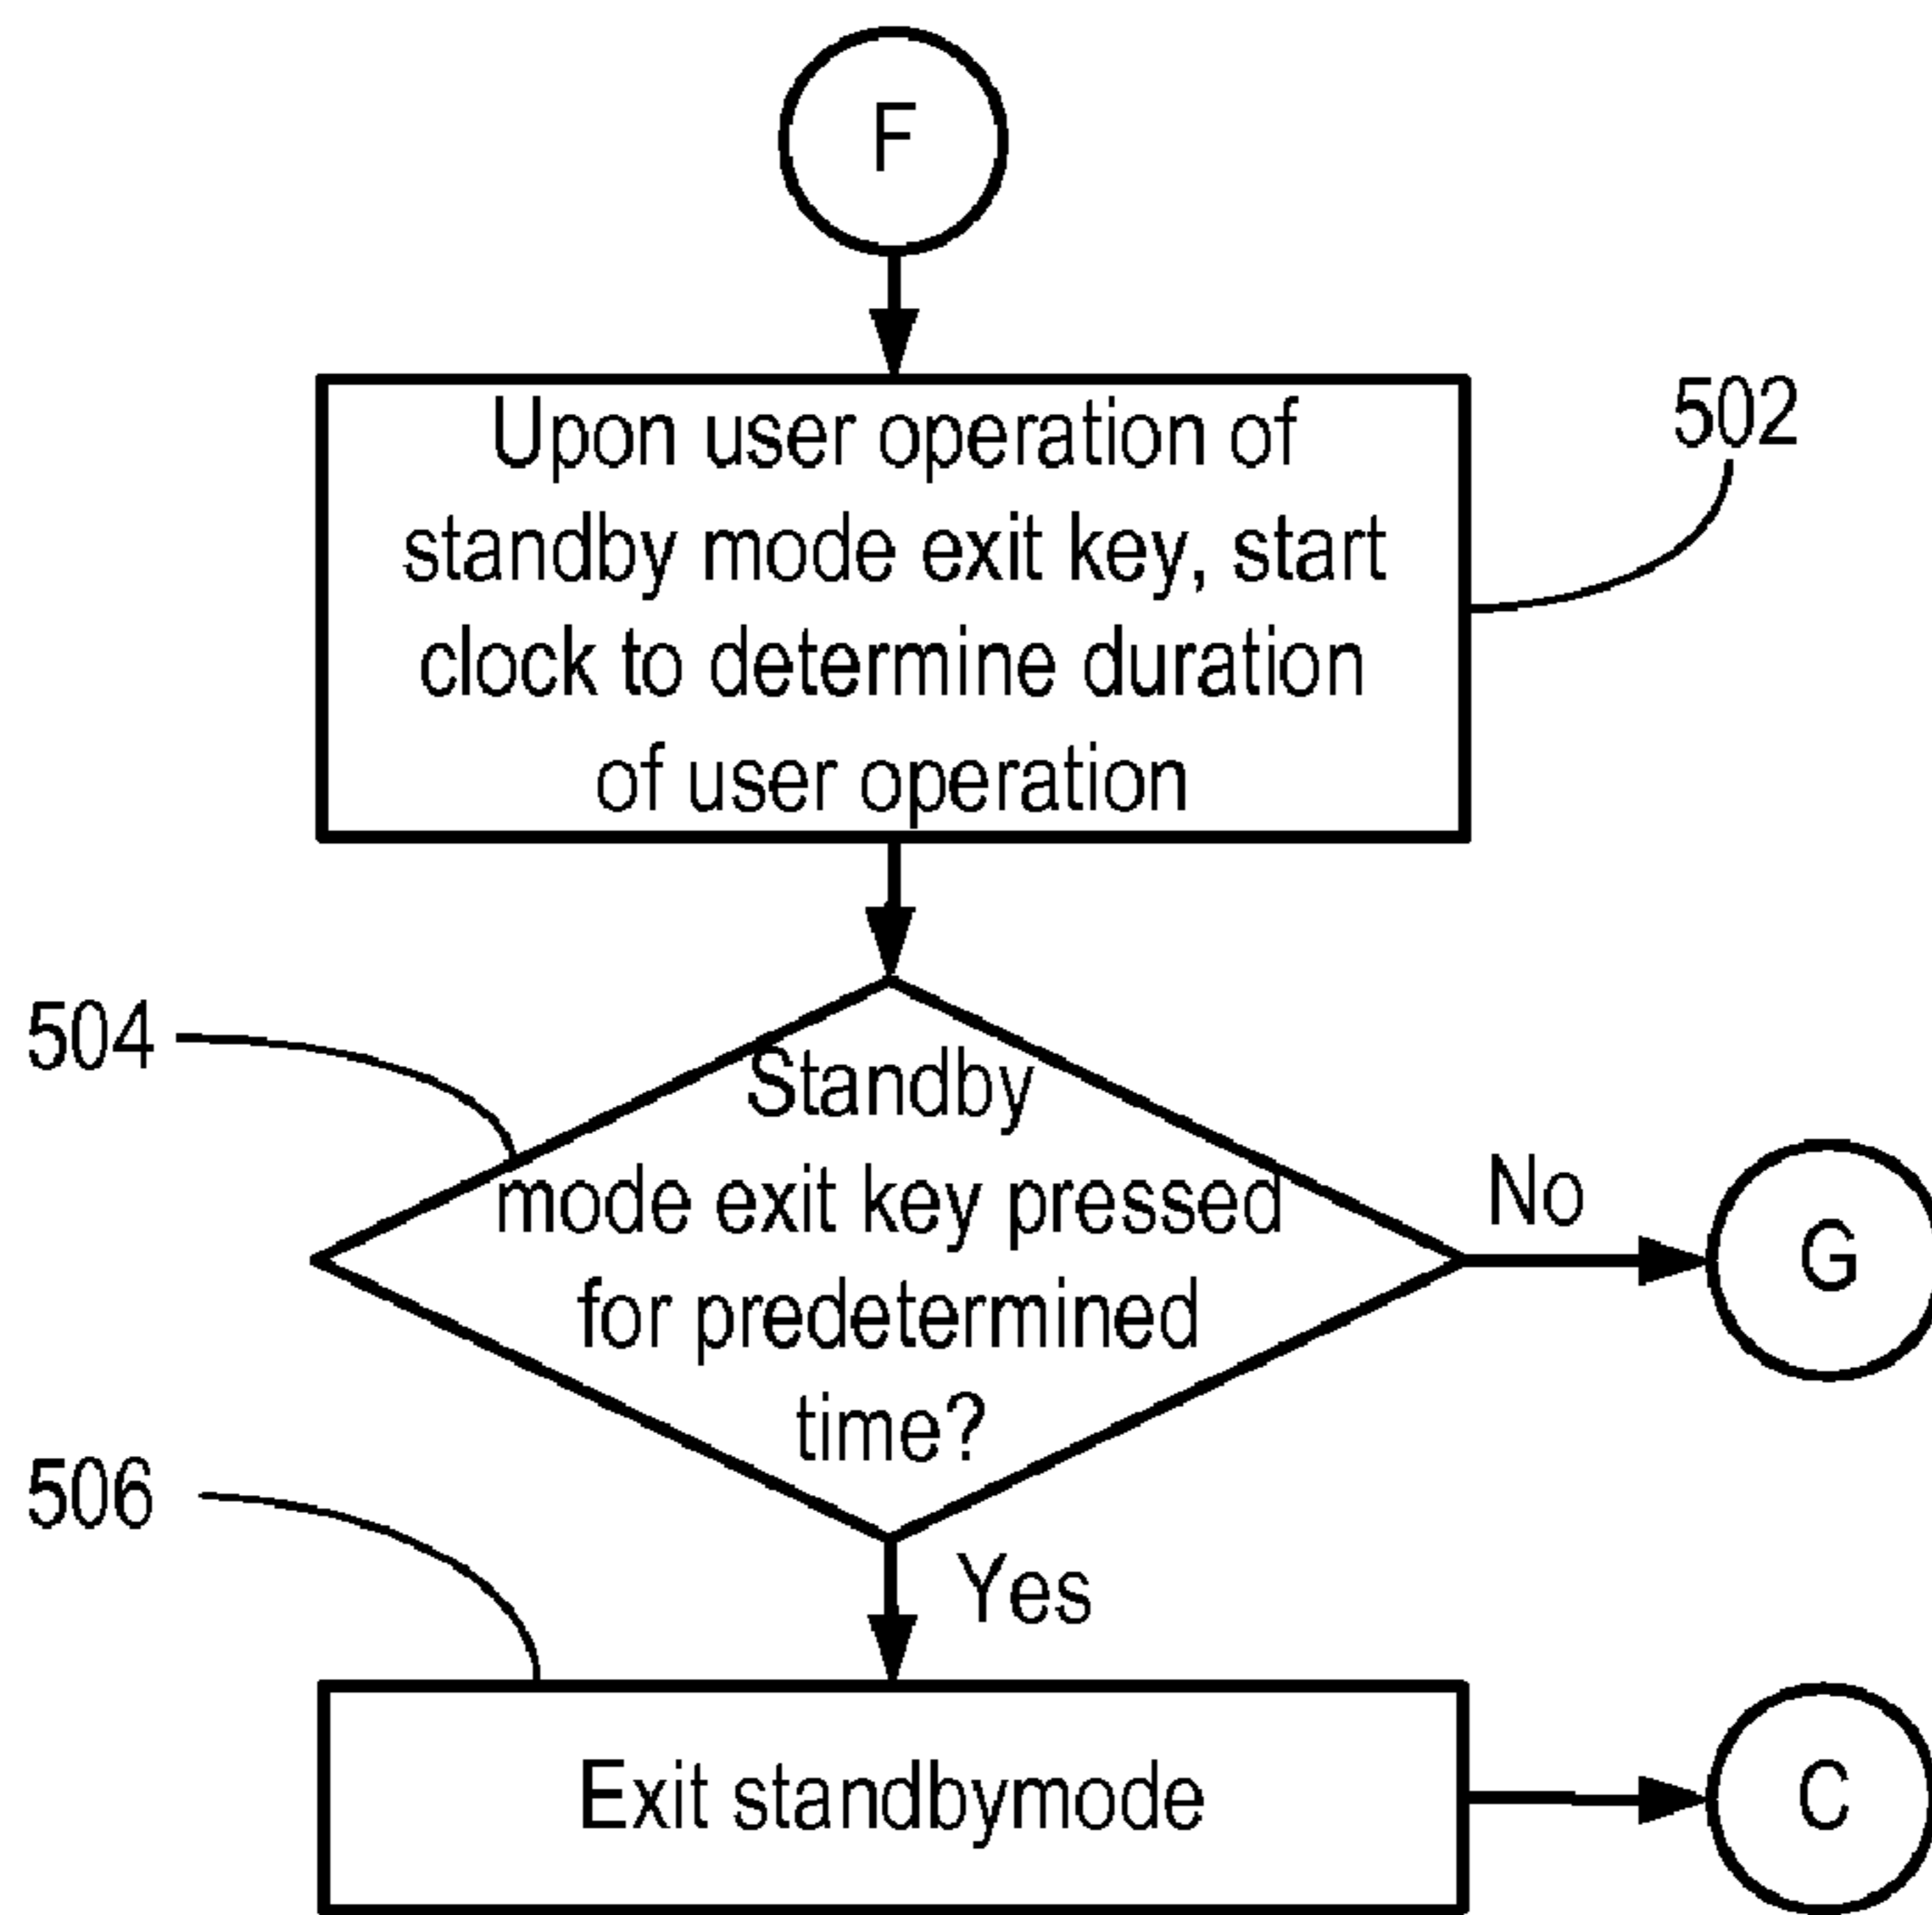 F
Upon user operation of
standby mode exit key, start
clock to determine duration
of user operation
502
504
Standby
mode exit key pressed
for predetermined
time?
No
G
506
Yes
Exit standbymode
C